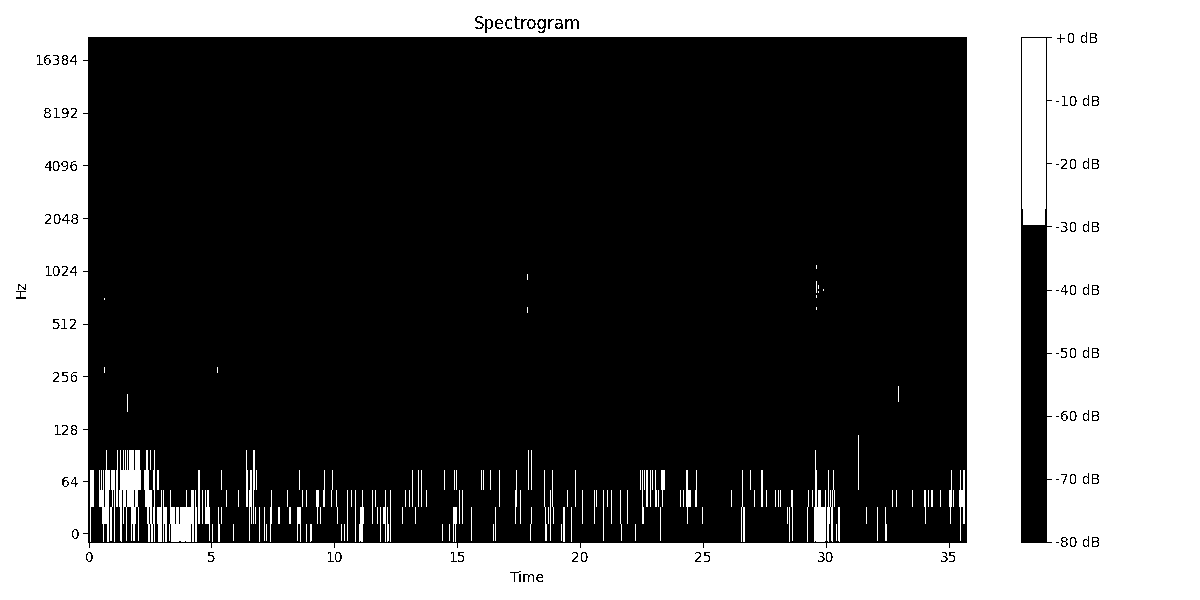 Spectrogram
16384
8192
4096
2048
1024
512
256
128
64
0
Hz
0 5 10 15 20 25 30 35
Time
+0 dB
-10 dB
-20 dB
-30 dB
-40 dB
-50 dB
-60 dB
-70 dB
-80 dB